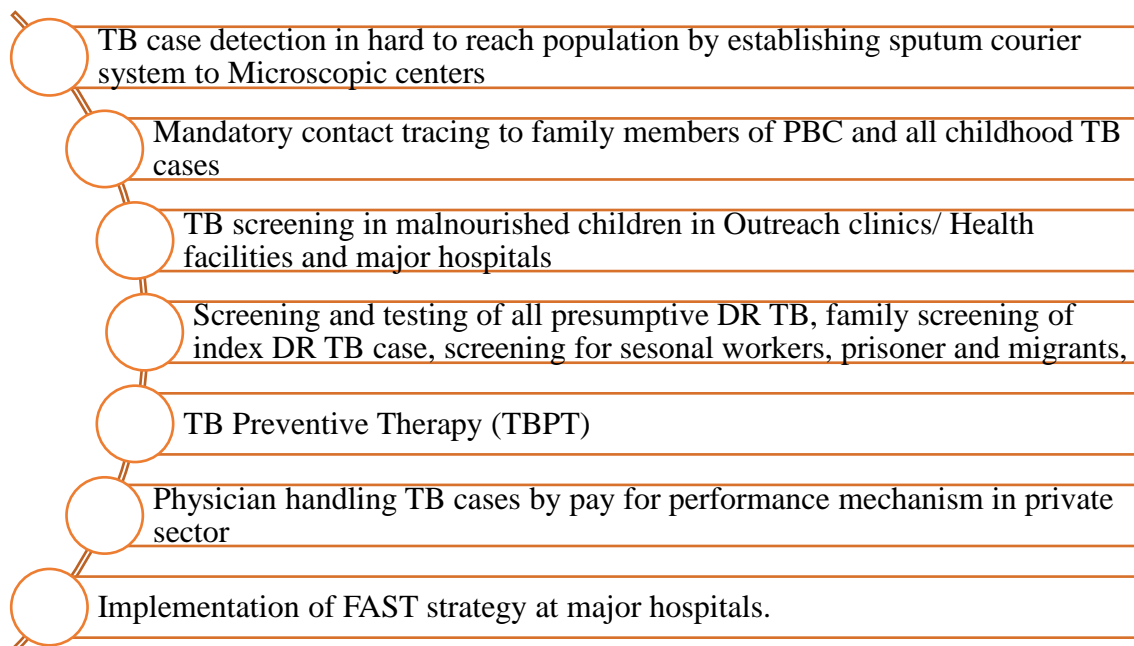 TB case detection in hard to reach population by establishing sputum courier
system to Microscopic centers
Mandatory contact tracing to family members of PBC and all childhood TB
cases
TB screening in malnourished children in Outreach clinics/ Health
facilities and major hospitals
Screening and testing of all presumptive DR TB, family screening of
index DR TB case, screening for sesonal workers, prisoner and migrants,
TB Preventive Therapy (TBPT)
Physician handling TB cases by pay for performance mechanism in private
sector
Implementation of FAST strategy at major hospitals.